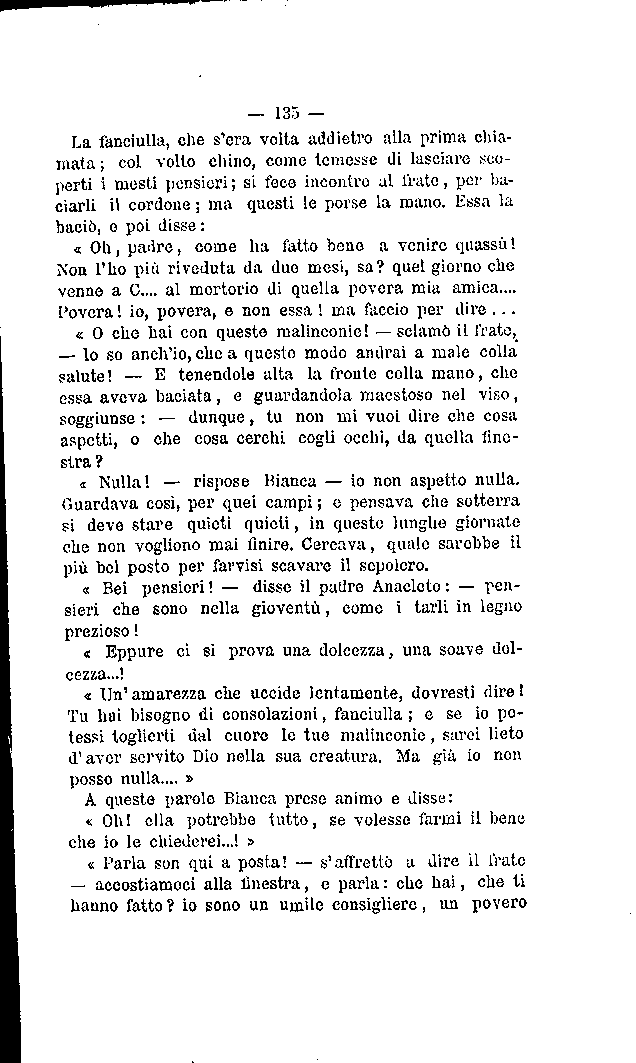 — 135 —
La fanciulla, che s'era volta addietro alla prima chia-
mata; col volto chino, come temesse di lasciare sco-
perti i mesti pensieri; si fece incontro al frate, per ba-
ciarli il cordone; ma questi le porse la mano. Essa la
baciò, e poi disse:
« Oh, padre, come ha fatto bene a venire quassù!
Non l'ho più riveduta da due mesi, sa? quel giorno che
venne a C.... al mortorio di quella povera mia amica....
Povera! io, povera, e non essa! ma faccio per dire...
« O che hai con queste malinconie! — sclamò il frate,
— lo so anch'io, che a questo modo andrai a male colla
salute! — E tenendole alta la fronte colla mano, che
essa aveva baciata, e guardandola maestoso nel viso,
soggiunse: — dunque, tu non mi vuoi dire che cosa
aspetti, o che cosa cerchi cogli occhi, da quella fine-
stra?
« Nulla! — rispose Bianca — io non aspetto nulla.
Guardava così, per quei campi; e pensava che sotterra
si deve stare quieti quieti, in queste lunghe giornate
che non vogliono mai finire. Cercava, quale sarebbe il
più bel posto per farvisi scavare il sepolcro.
« Bei pensieri! — disse il padre Anacleto: — pen-
sieri che sono nella gioventù, come i tarli in legno
prezioso!
« Eppure ci si prova una dolcezza, una soave dol-
cezza...!
« Un'amarezza che uccide lentamente, dovresti dire!
Tu hai bisogno di consolazioni, fanciulla; e se io po-
tessi toglierti dal cuore le tue malinconie, sarei lieto
d'aver servito Dio nella sua creatura. Ma già io non
posso nulla.... »
A queste parole Bianca prese animo e disse:
« Oh! ella potrebbe tutto, se volesse farmi il bene
che io le chiederei...! »
« Parla son qui a posta! — s'affrettò a dire il frate
— accostiamoci alla finestra, e parla: che hai, che ti
hanno fatto? io sono un umile consigliere, un povero